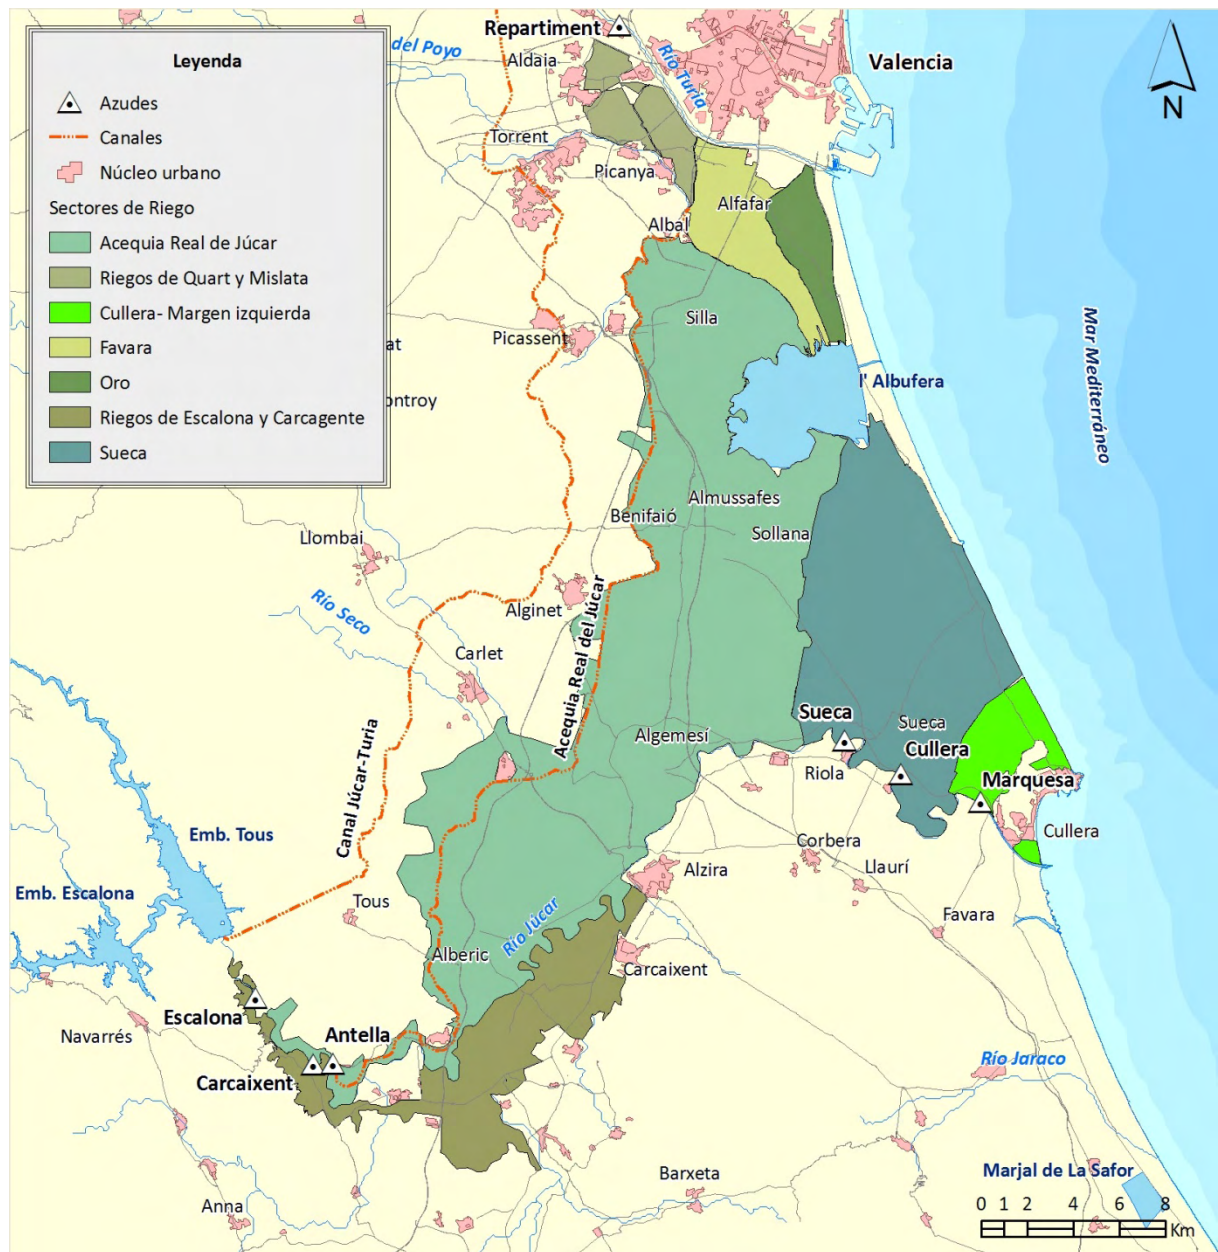 Leyenda
Azudes
Canales
Núcleo urbano
Sectores de Riego
Acequia Real de Júcar
Riegos de Quart y Mislata
Cullera- Margen izquierda
Favara
Oro
Riegos de Escalona y Carcagente
Sueca
Repartiment
del Poyo
Aldaia
Río Turia
Valencia
N
Torrent
Picanya
Alfafar
Albal
Silla
Picassent
at
ontroy
l' Albufera
Mar Mediterráneo
Almussafes
Benifaió
Sollana
Llombai
Río Seco
Alginet
Acequia Real del Júcar
Carlet
Canal Júcar-Turia
Algemesí
Sueca
Sueca
Cullera
Riola
Márquesa
Cullera
Emb. Tous
Emb. Escalona
Tous
Alzira
Corbera
Llaurí
Favara
Río Júcar
Alberic
Carcaixent
Escalona
Antella
Navarrés
Carcaixent
Río Jaraco
Barxeta
Marjal de La Safor
Anna
0 1 2 4 6 8
Km